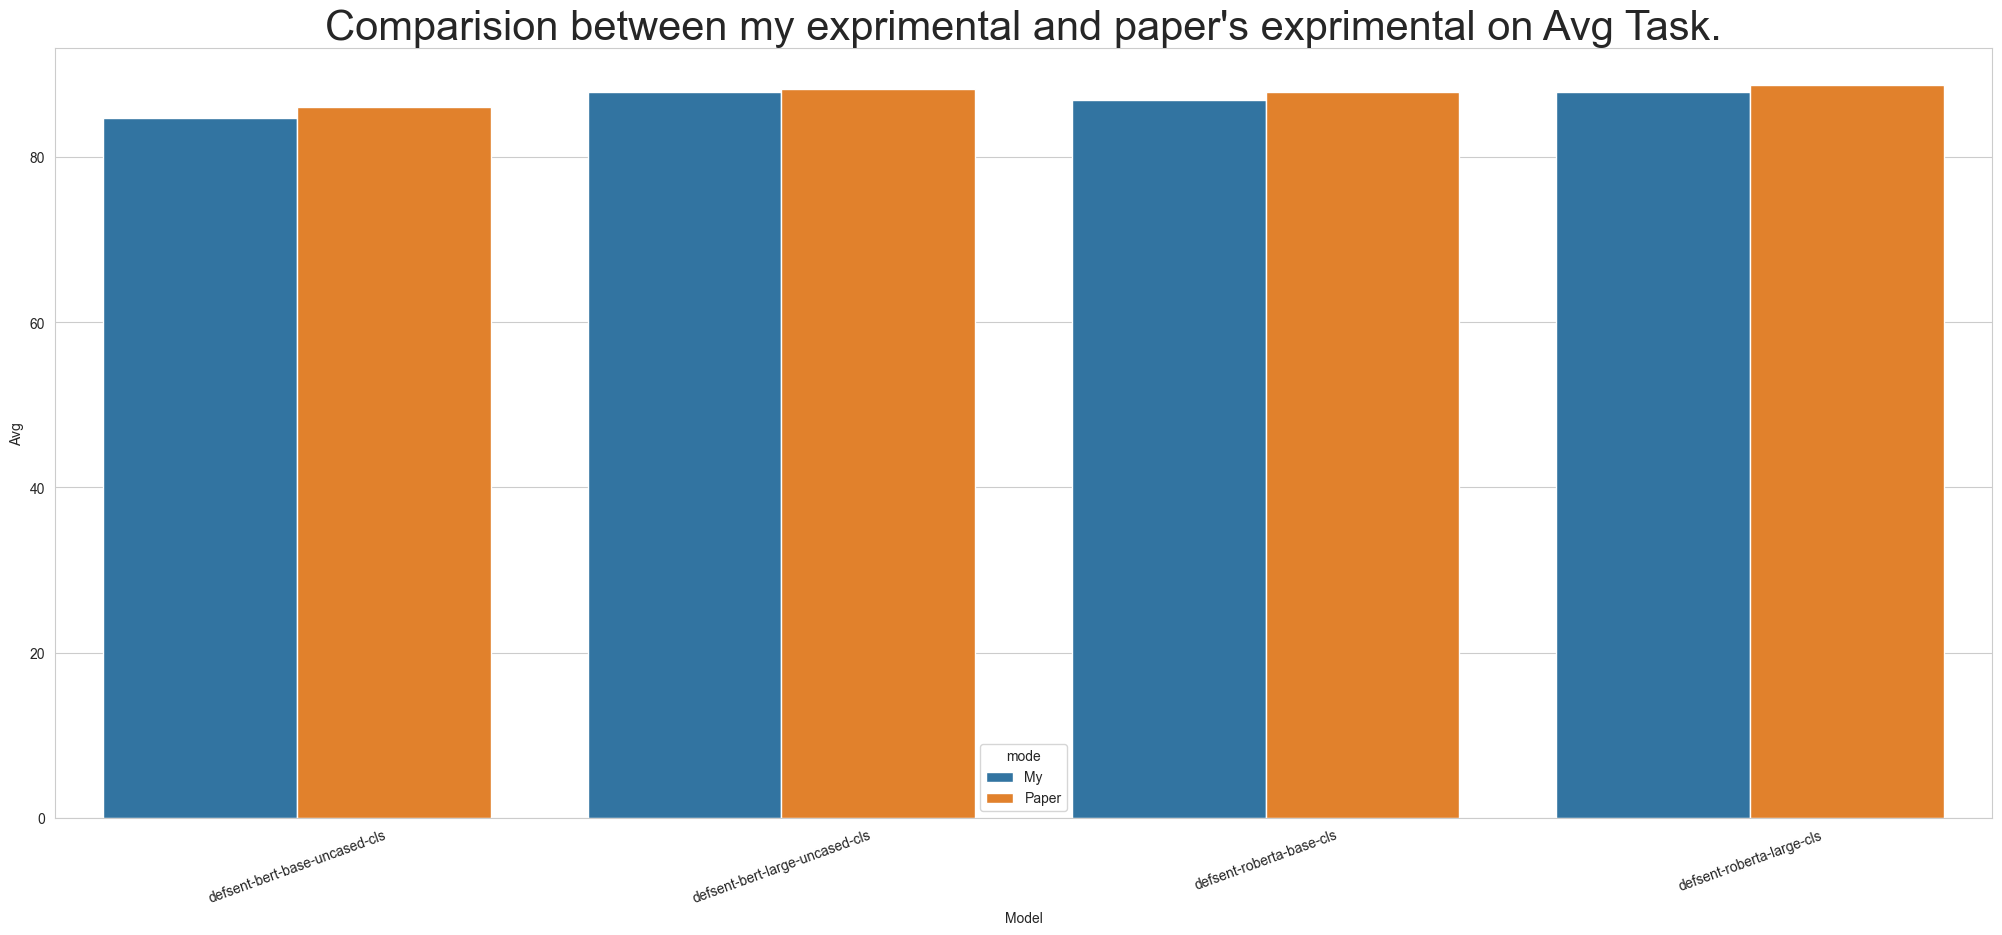 Comparision between my exprimental and paper's exprimental on Avg Task.
Avg
80
60
40
20
0
mode
My
Paper
defsent-bert-base-uncased-cls
defsent-bert-large-uncased-cls
defsent-roberta-base-cls
defsent-roberta-large-cls
Model